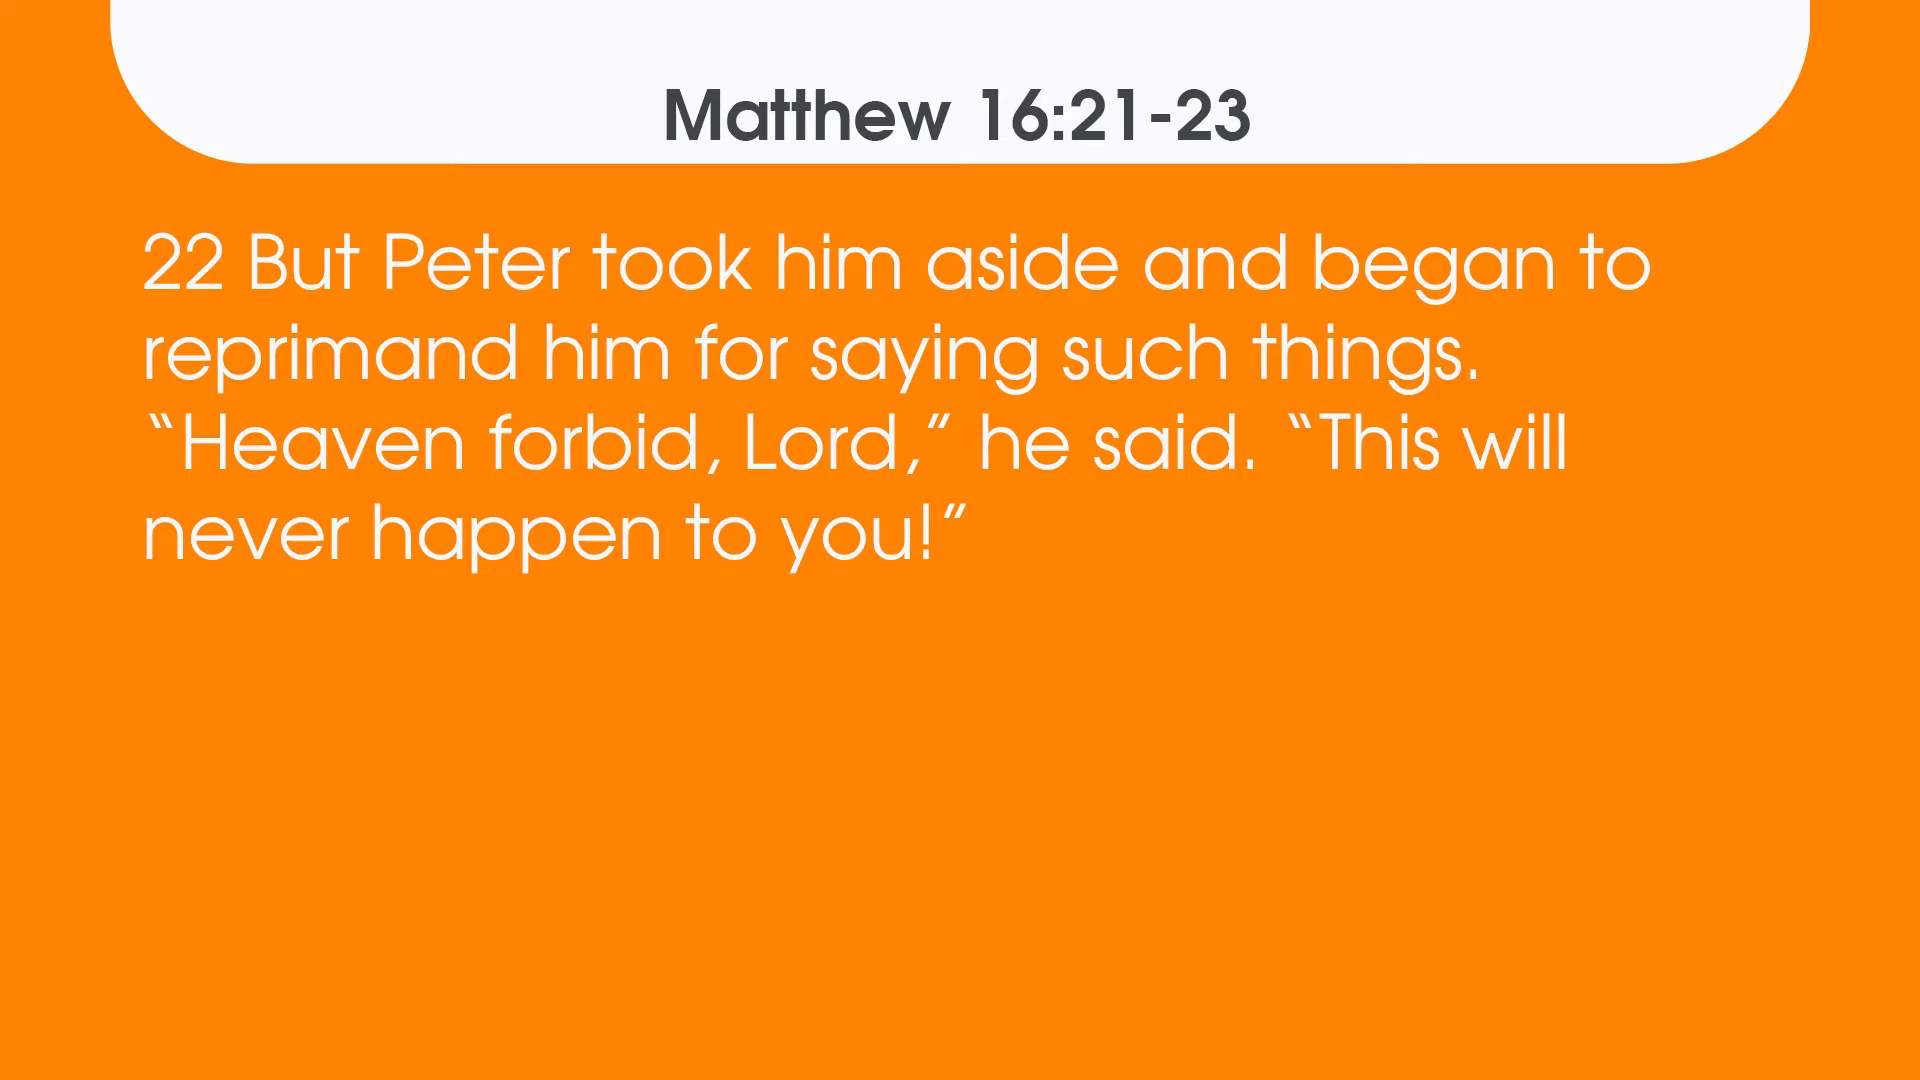 Matthew 16:21-23
22 But Peter took him aside and began to
reprimand him for saying such things.
“Heaven forbid, Lord,” he said. “This will
never happen to you!”